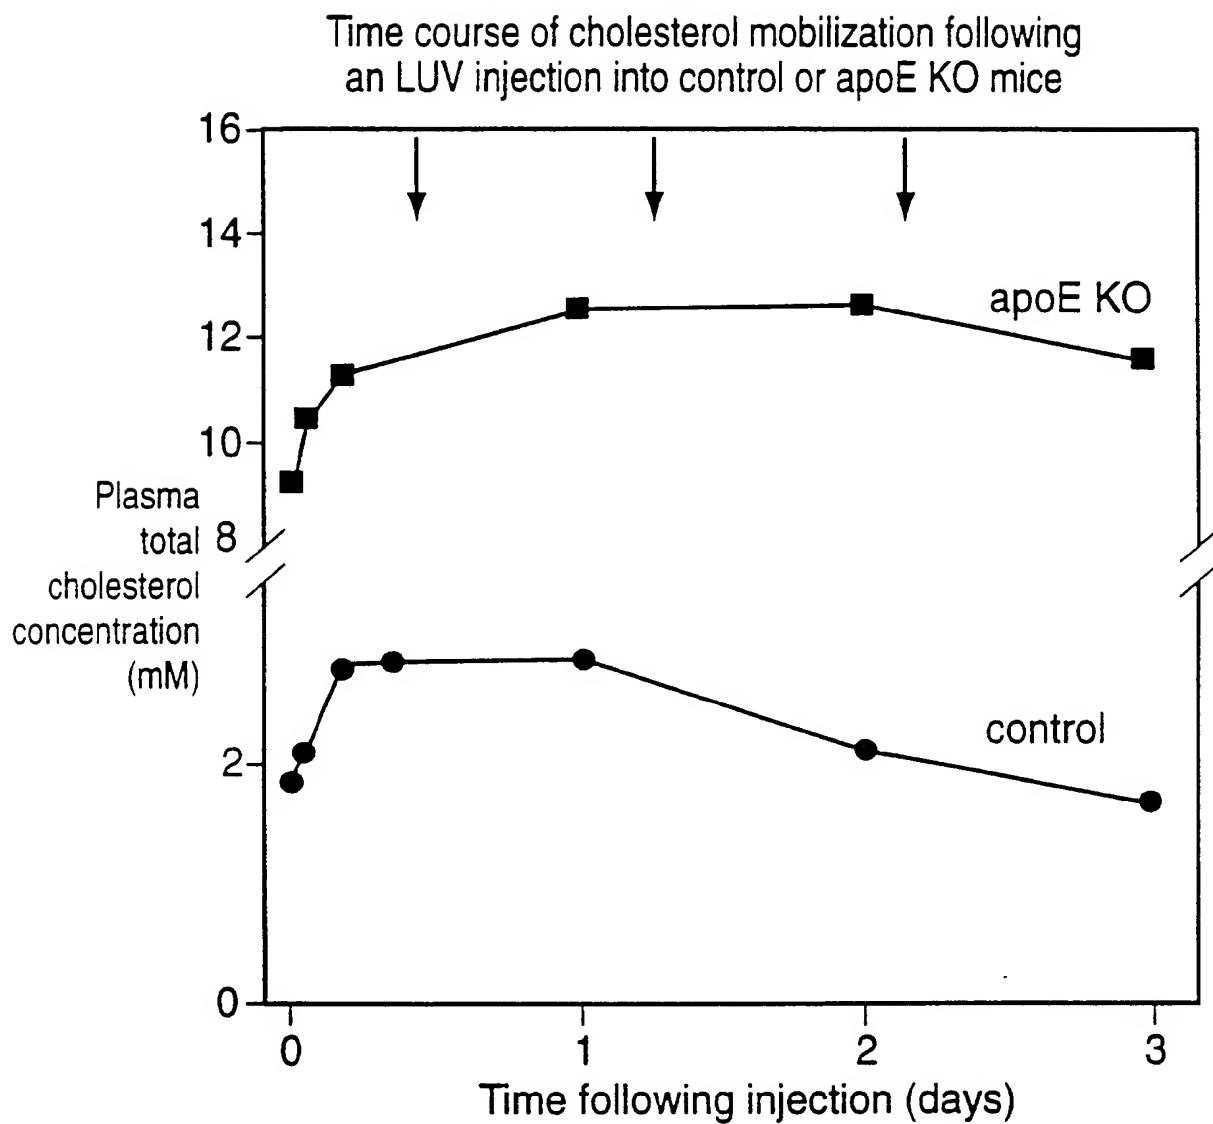 Time course of cholesterol mobilization following
an LUV injection into control or apoE KO mice
16
14
12
10
8
2
0
Plasma
total
cholesterol
concentration
(mM)
apoE KO
control
0 1 2 3
Time following injection (days)